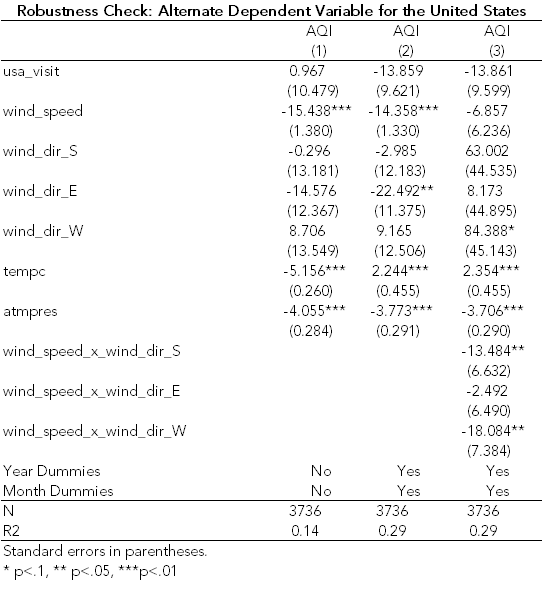 Robustness Check: Alternate Dependent Variable for the United States
AQI AQI AQI
(1) (2) (3)
usa_visit 0.967 -13.859 -13.861
(10.479) (9.621) (9.599)
wind_speed -15.438*** -14.358*** -6.857
(1.380) (1.330) (6.236)
wind_dir_S -0.296 -2.985 63.002
(13.181) (12.183) (44.535)
wind_dir_E -14.576 -22.492** 8.173
(12.367) (11.375) (44.895)
wind_dir_W 8.706 9.165 84.388*
(13.549) (12.506) (45.143)
tempc -5.156*** 2.244*** 2.354***
(0.260) (0.455) (0.455)
atmpres -4.055*** -3.773*** -3.706***
(0.284) (0.291) (0.290)
wind_speed_x_wind_dir_S -13.484**
(6.632)
wind_speed_x_wind_dir_E -2.492
(6.490)
wind_speed_x_wind_dir_W -18.084**
(7.384)
Year Dummies No Yes Yes
Month Dummies No Yes Yes
N 3736 3736 3736
R2 0.14 0.29 0.29
Standard errors in parentheses.
* p<.1, ** p<.05, ***p<.01